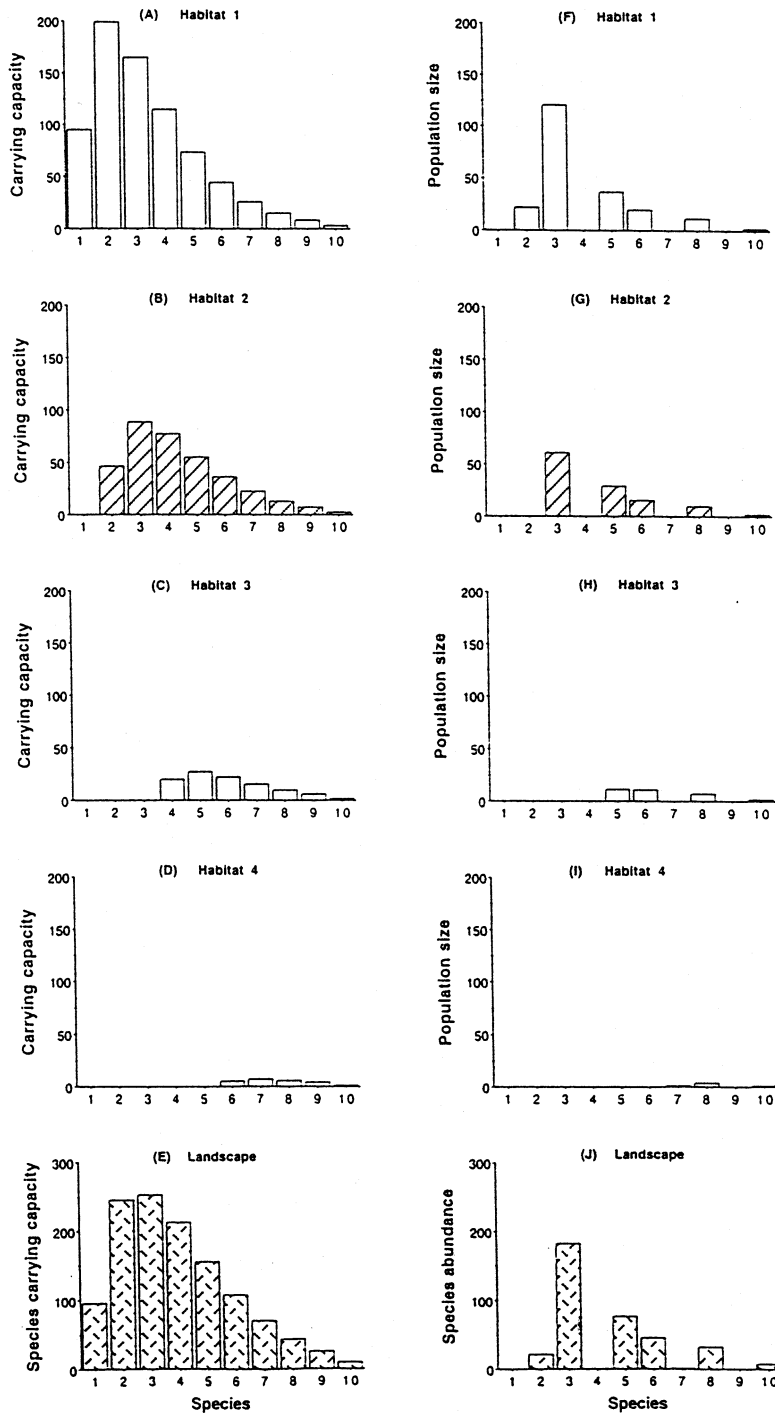 (A) Habitat 1
Carrying capacity
200
150
100
50
0
1 2 3 4 5 6 7 8 9 10
(F) Habitat 1
Population size
200
150
100
50
0
1 2 3 4 5 6 7 8 9 10
(B) Habitat 2
Carrying capacity
200
150
100
50
0
1 2 3 4 5 6 7 8 9 10
(G) Habitat 2
Population size
200
150
100
50
0
1 2 3 4 5 6 7 8 9 10
(C) Habitat 3
Carrying capacity
200
150
100
50
0
1 2 3 4 5 6 7 8 9 10
(H) Habitat 3
Population size
200
150
100
50
0
1 2 3 4 5 6 7 8 9 10
(D) Habitat 4
Carrying capacity
200
150
100
50
0
1 2 3 4 5 6 7 8 9 10
(I) Habitat 4
Population size
200
150
100
50
0
1 2 3 4 5 6 7 8 9 10
(E) Landscape
Species carrying capacity
300
200
100
0
1 2 3 4 5 6 7 8 9 10
Species
(J) Landscape
Species abundance
300
200
100
0
1 2 3 4 5 6 7 8 9 10
Species